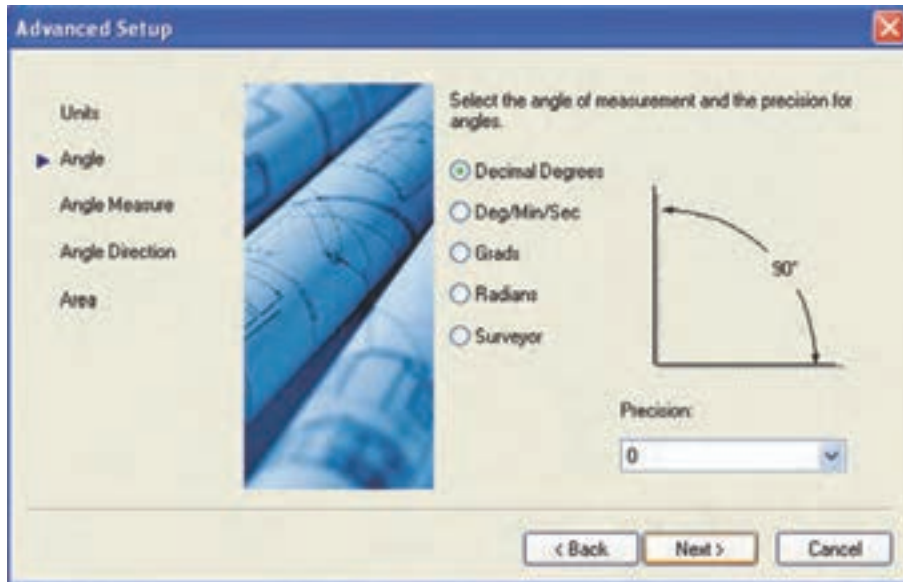 Advanced Setup
Units
Angle
Angle Measure
Angle Direction
Area
Select the angle of measurement and the precision for
angles.
Decimal Degrees
Deg/Min/Sec
Grads
Radians
Surveyor
90°
Precision:
0
< Back
Next >
Cancel